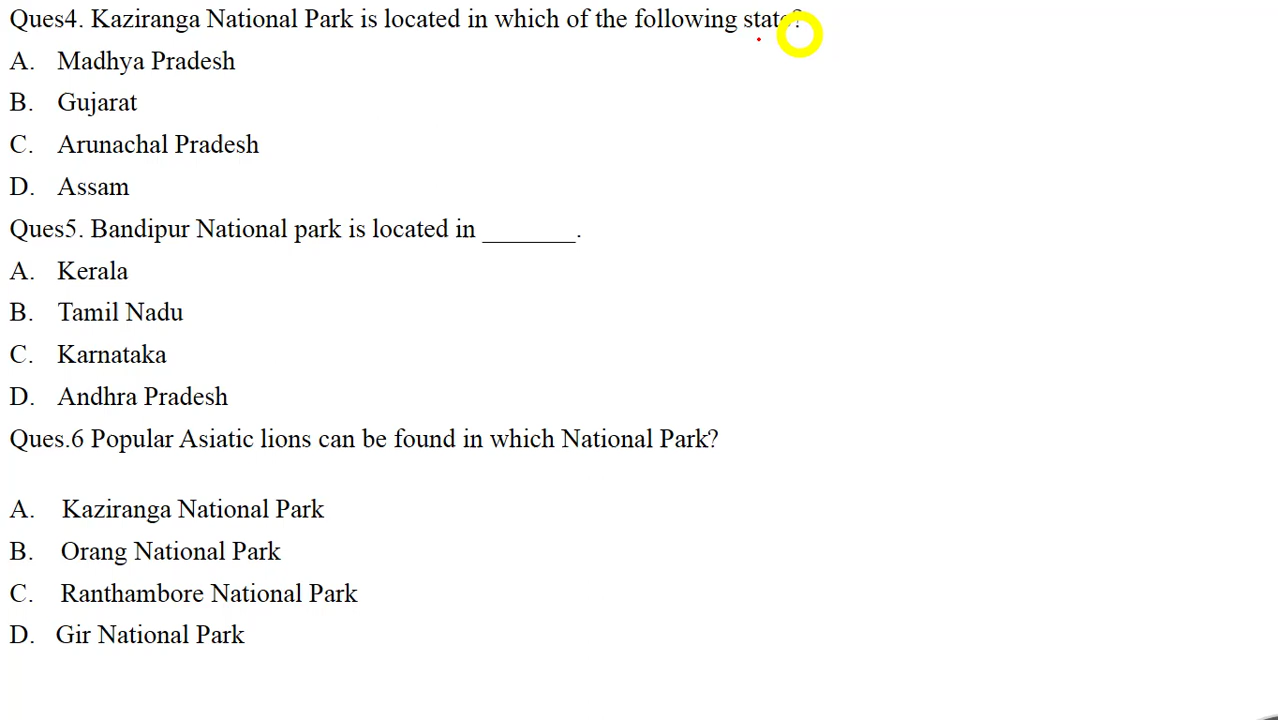 Ques4. Kaziranga National Park is located in which of the following state?
A. Madhya Pradesh
B. Gujarat
C. Arunachal Pradesh
D. Assam
Ques5. Bandipur National park is located in _______.
A. Kerala
B. Tamil Nadu
C. Karnataka
D. Andhra Pradesh
Ques.6 Popular Asiatic lions can be found in which National Park?
A. Kaziranga National Park
B. Orang National Park
C. Ranthambore National Park
D. Gir National Park